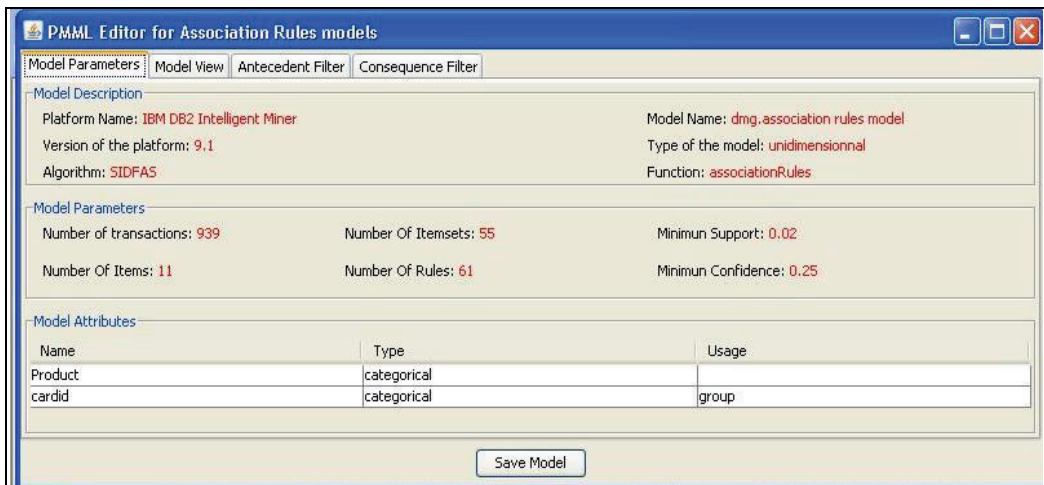 PMML Editor for Association Rules models
Model Parameters Model View Antecedent Filter Consequence Filter
Model Description
Platform Name: IBM DB2 Intelligent Miner Model Name: dmg.association rules model
Version of the platform: 9.1 Type of the model: unidimensionnal
Algorithm: SIDFAS Function: associationRules
Model Parameters
Number of transactions: 939 Number Of Itemsets: 55 Minimun Support: 0.02
Number Of Items: 11 Number Of Rules: 61 Minimun Confidence: 0.25
Model Attributes
Name Type Usage
Product categorical
cardid categorical group
Save Model